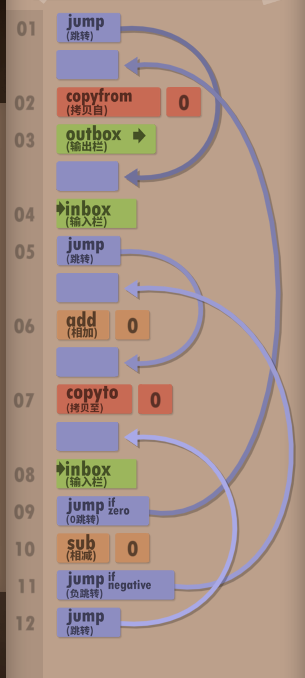 01 jump
(跳转)
02 copyfrom 0
(拷贝自)
03 outbox
(输出栏)
04 inbox
(输入栏)
05 jump
(跳转)
06 add 0
(相加)
07 copyto 0
(拷贝至)
08 inbox
(输入栏)
09 jump if zero
(0跳转)
10 sub 0
(相减)
11 jump if negative
(负跳转)
12 jump
(跳转)